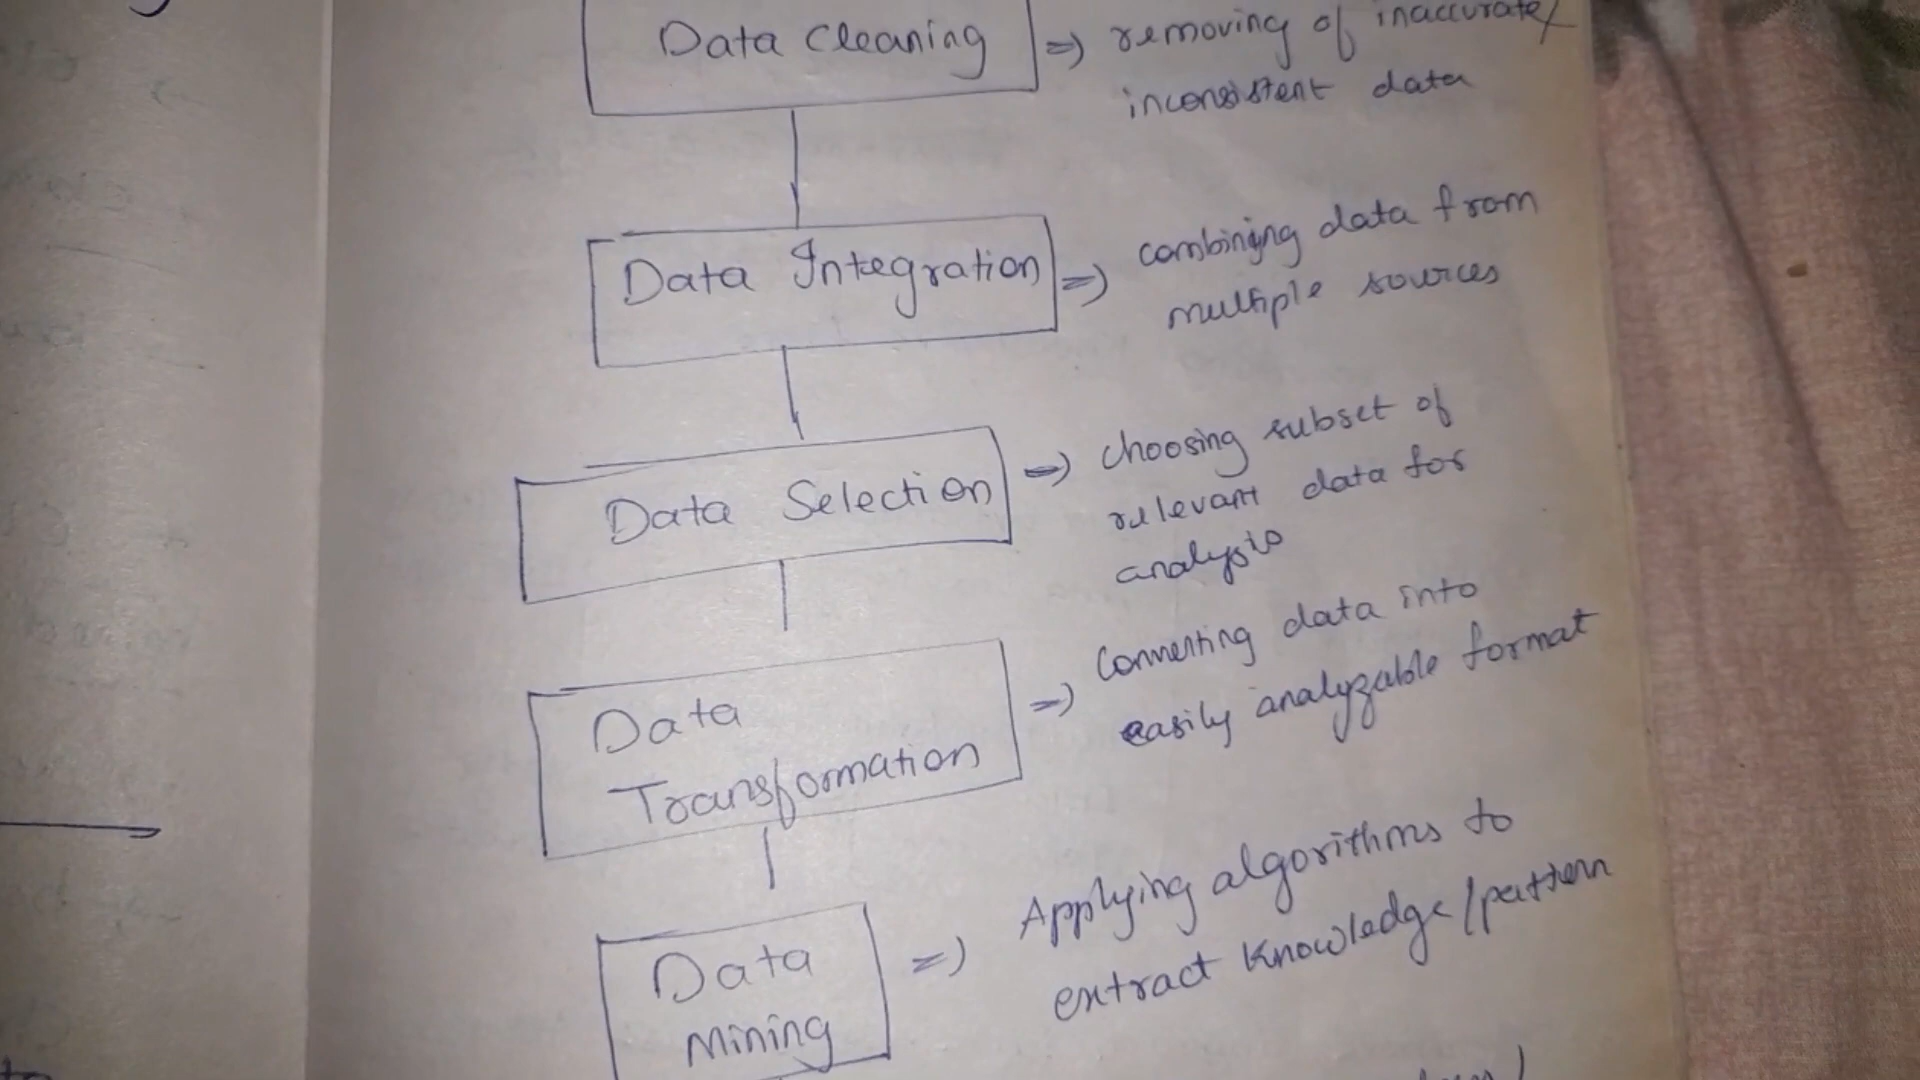 Data Cleaning => removing of inaccurate/
inconsistent data
Data Integration => combining data from
multiple sources
Data Selection => choosing subset of
relevant data for
analysis
Data
Transformation => Converting data into
easily analyzable format
Data
Mining => Applying algorithms to
extract knowledge/pattern